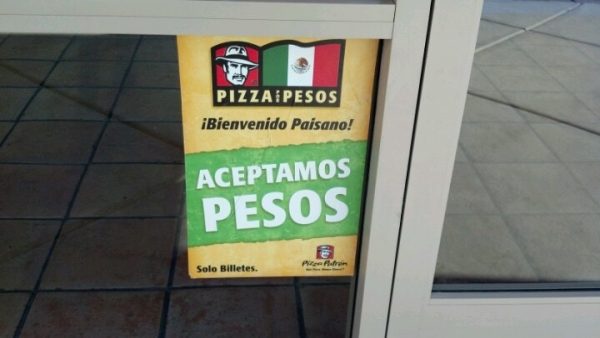 PIZZA POR PESOS
¡Bienvenido Paisano!
ACEPTAMOS
PESOS
Solo Billetes.
Pizza Patrón